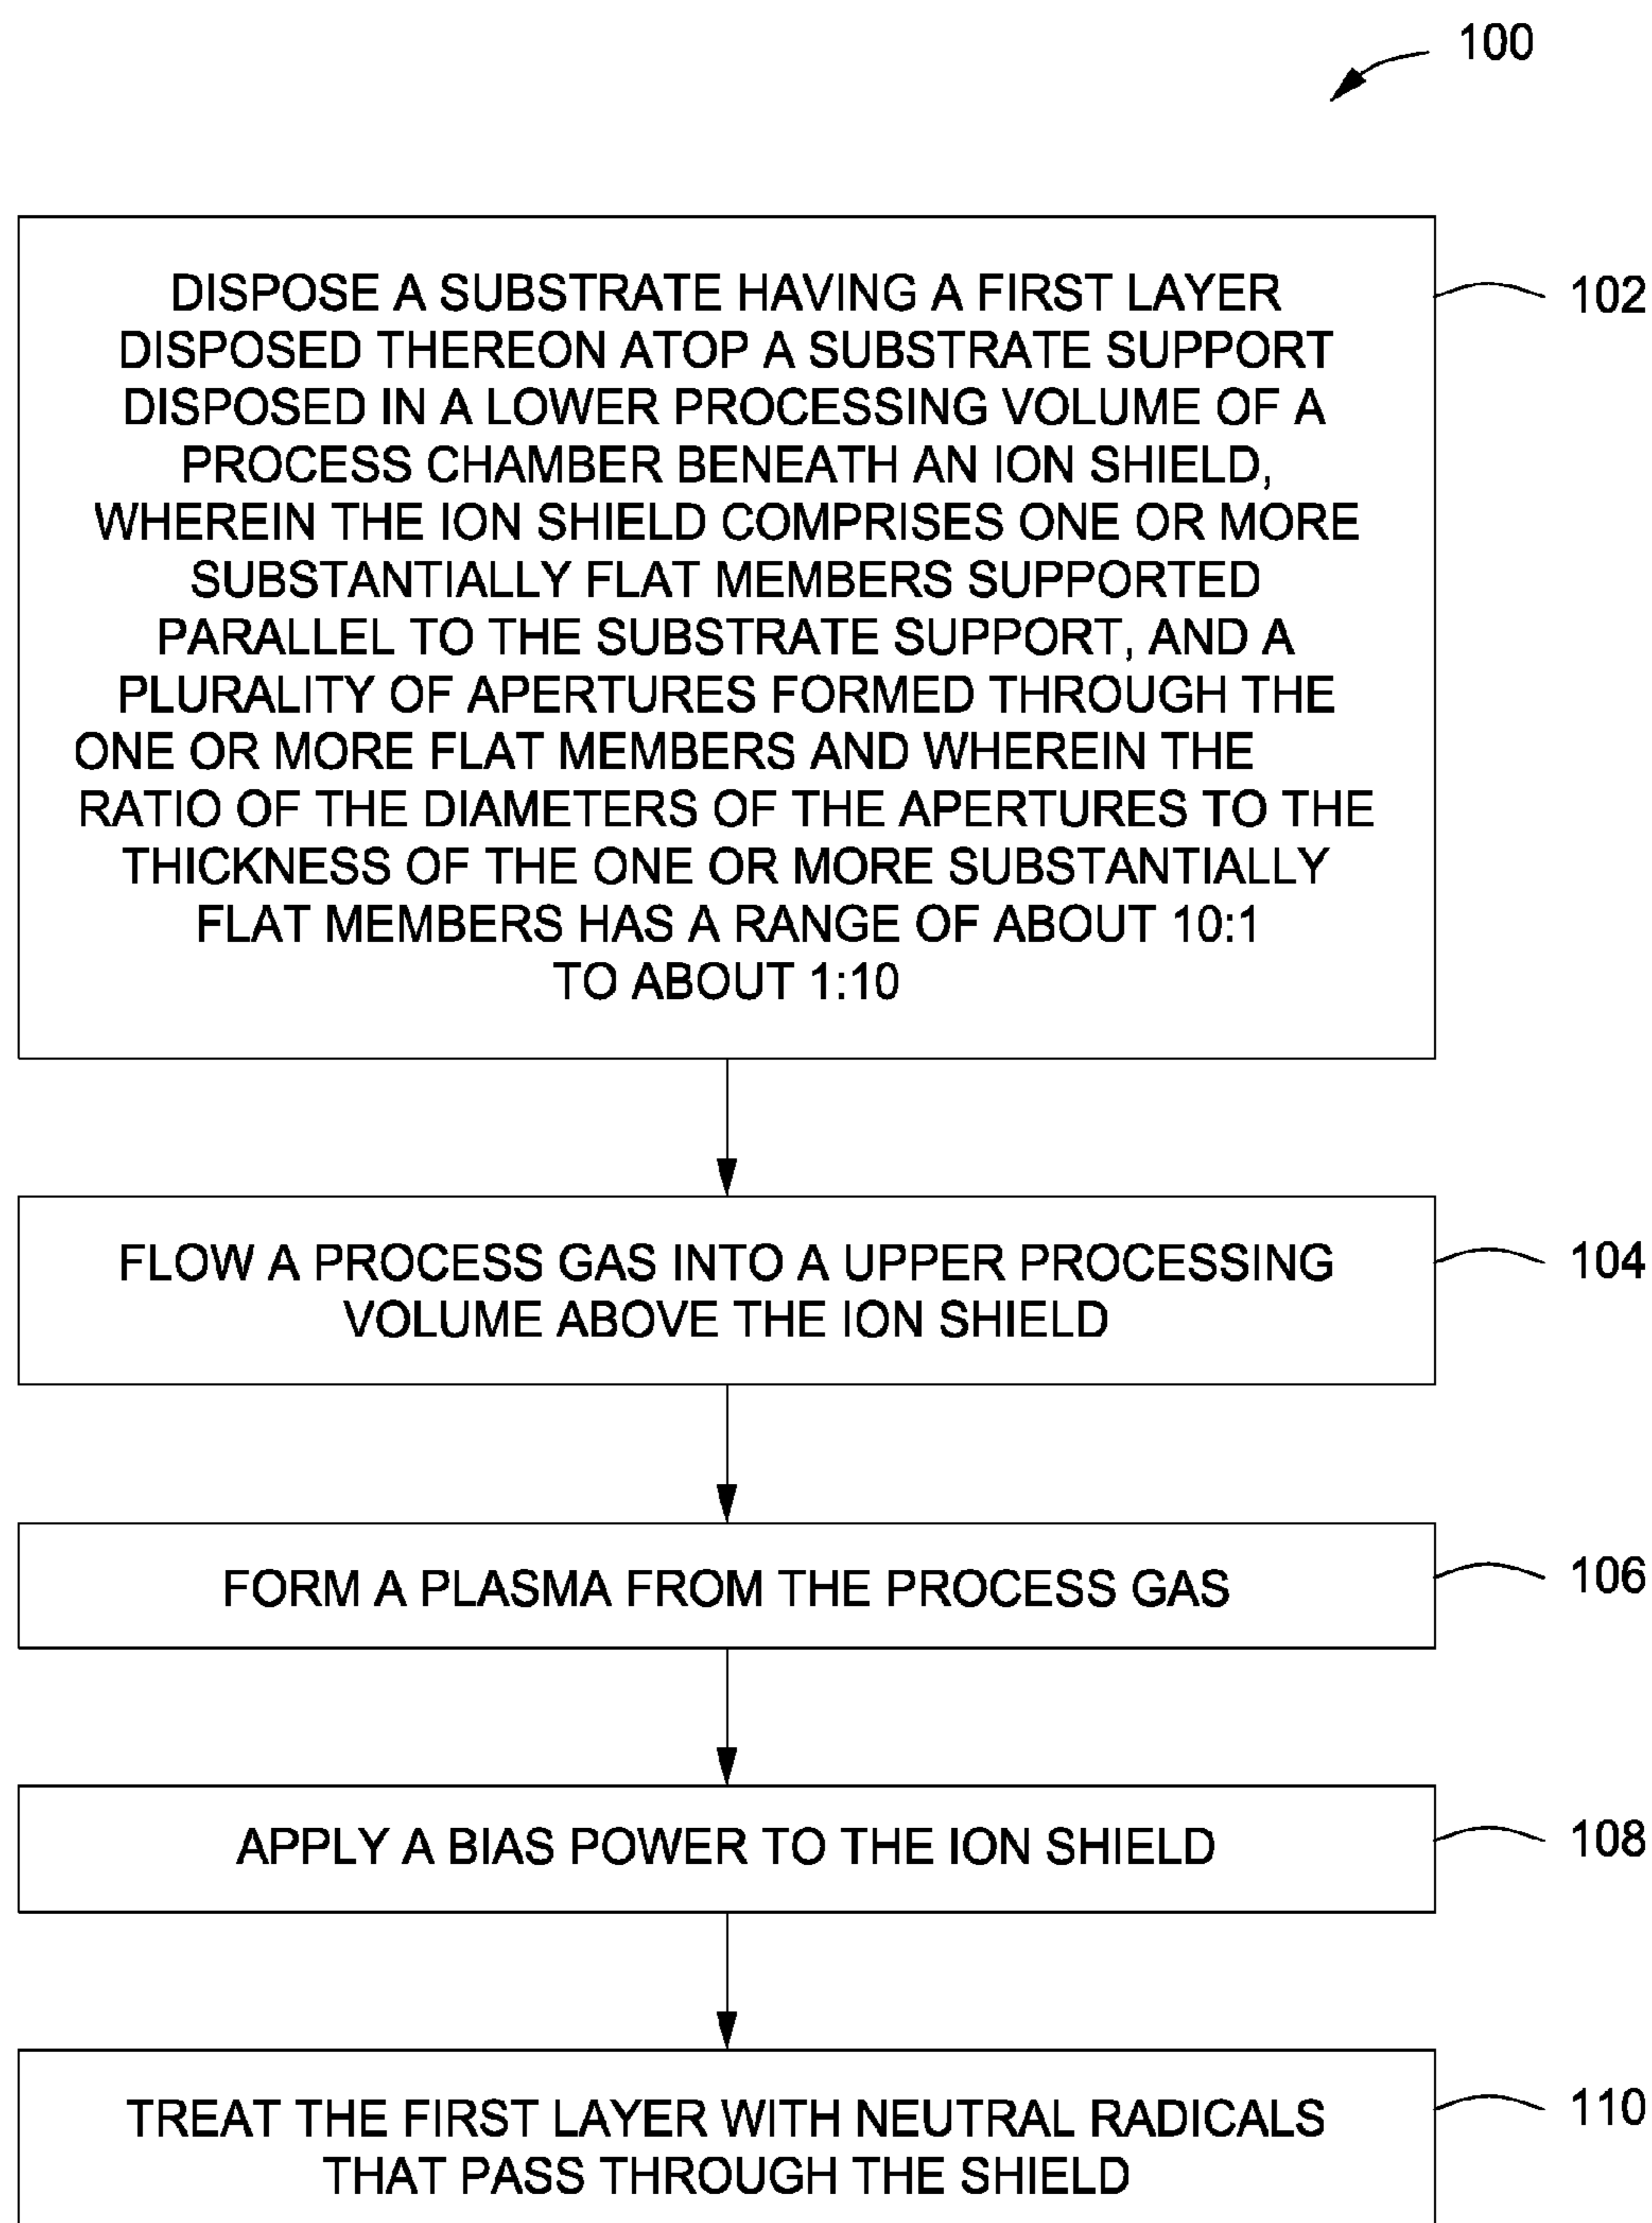 100
DISPOSE A SUBSTRATE HAVING A FIRST LAYER
DISPOSED THEREON ATOP A SUBSTRATE SUPPORT
DISPOSED IN A LOWER PROCESSING VOLUME OF A
PROCESS CHAMBER BENEATH AN ION SHIELD,
WHEREIN THE ION SHIELD COMPRISES ONE OR MORE
SUBSTANTIALLY FLAT MEMBERS SUPPORTED
PARALLEL TO THE SUBSTRATE SUPPORT, AND A
PLURALITY OF APERTURES FORMED THROUGH THE
ONE OR MORE FLAT MEMBERS AND WHEREIN THE
RATIO OF THE DIAMETERS OF THE APERTURES TO THE
THICKNESS OF THE ONE OR MORE SUBSTANTIALLY
FLAT MEMBERS HAS A RANGE OF ABOUT 10:1
TO ABOUT 1:10
102
FLOW A PROCESS GAS INTO A UPPER PROCESSING
VOLUME ABOVE THE ION SHIELD
104
FORM A PLASMA FROM THE PROCESS GAS
106
APPLY A BIAS POWER TO THE ION SHIELD
108
TREAT THE FIRST LAYER WITH NEUTRAL RADICALS
THAT PASS THROUGH THE SHIELD
110